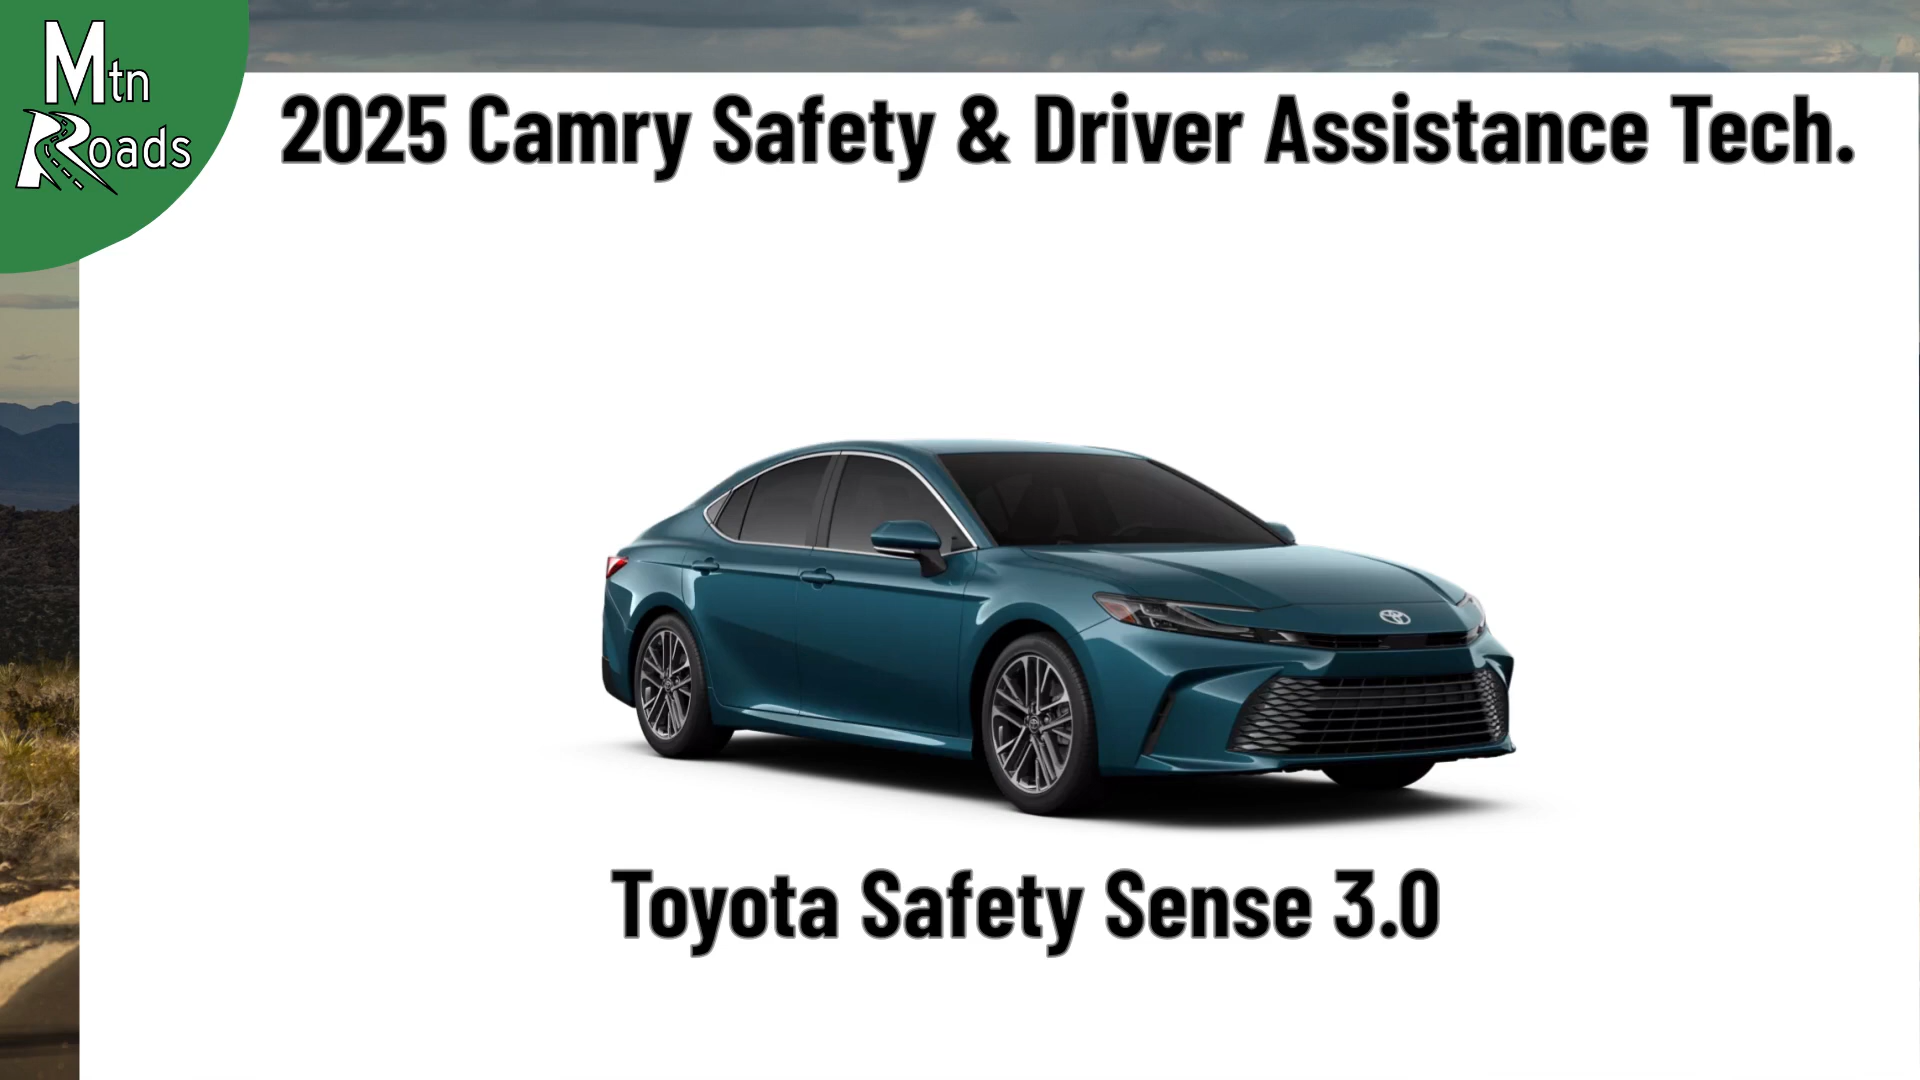 Mtn
Roads
2025 Camry Safety & Driver Assistance Tech.
Toyota Safety Sense 3.0